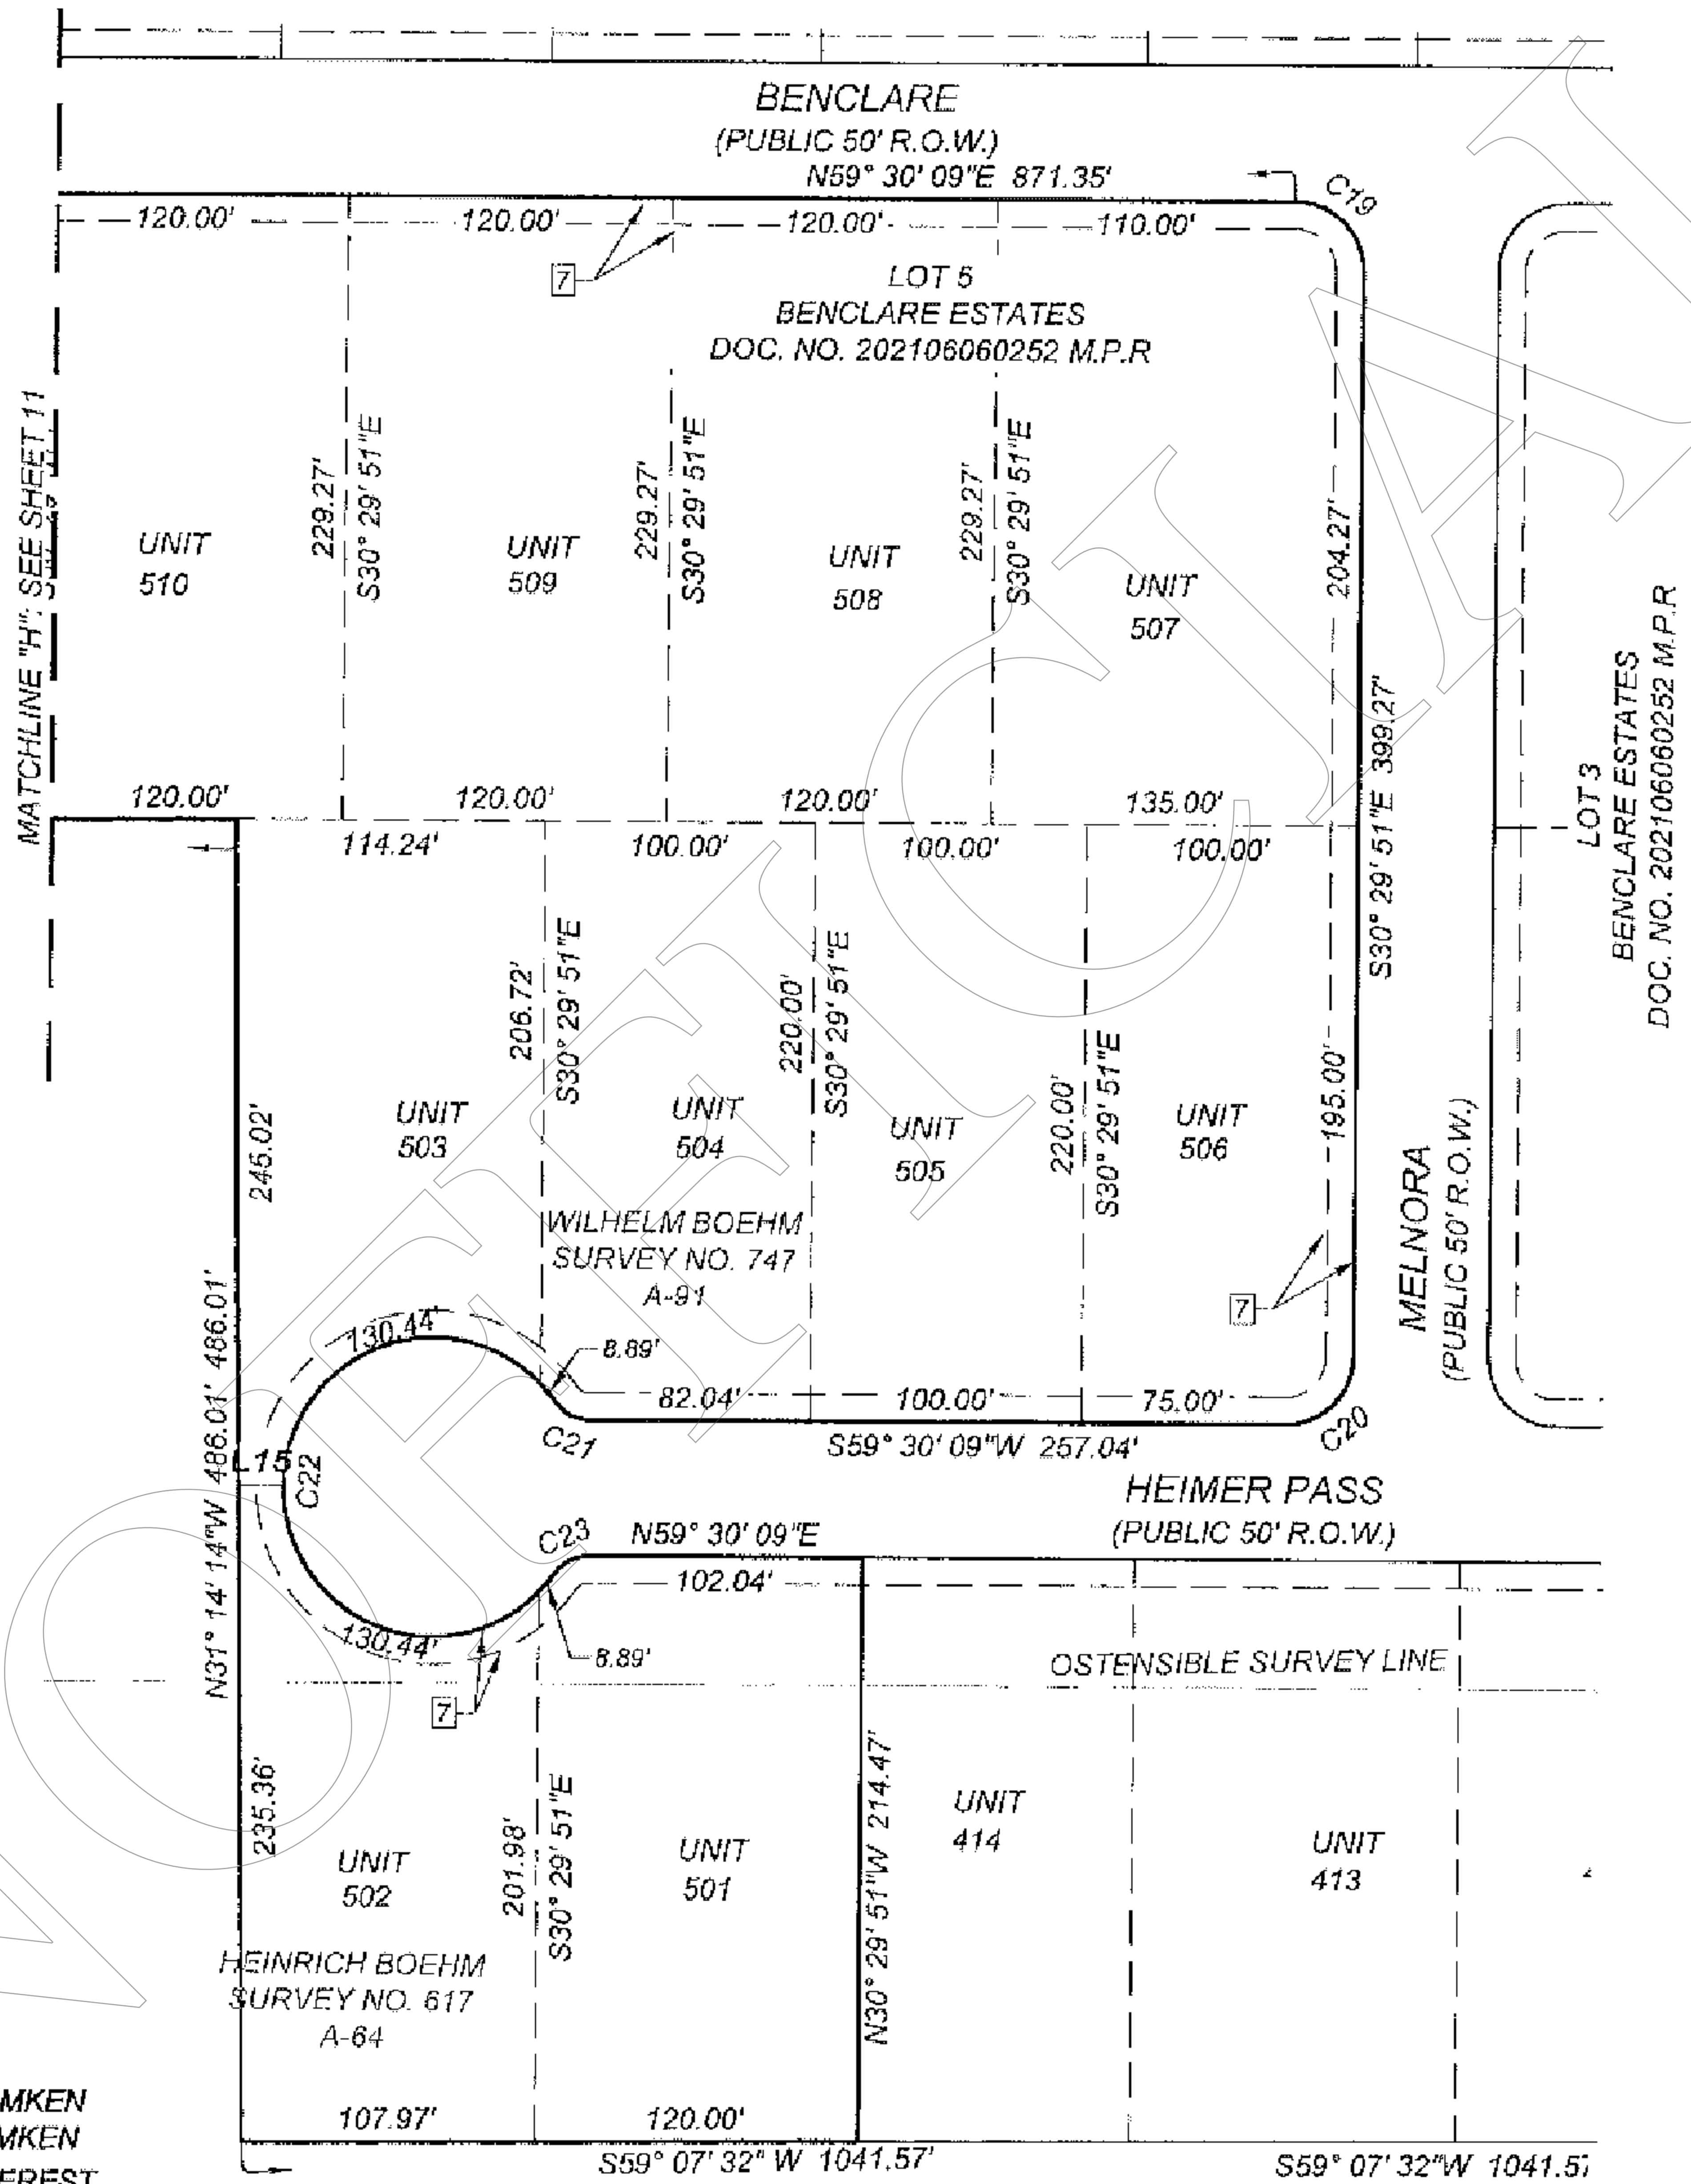 BENCLARE
(PUBLIC 50' R.O.W.)
N59° 30' 09"E 871.35'
C19
120.00'
120.00'
120.00'
110.00'
7
LOT 5
BENCLARE ESTATES
DOC. NO. 202106060252 M.P.R
MATCHLINE "H": SEE SHEET 11
229.27'
S30° 29' 51"E
229.27'
S30° 29' 51"E
229.27'
S30° 29' 51"E
204.27'
UNIT
510
UNIT
509
UNIT
508
UNIT
507
S30° 29' 51"E 399.27'
LOT 3
BENCLARE ESTATES
DOC. NO. 202106060252 M.P.R
120.00'
120.00'
120.00'
135.00'
114.24'
100.00'
100.00'
100.00'
245.02'
206.72'
S30° 29' 51"E
220.00'
S30° 29' 51"E
220.00'
S30° 29' 51"E
195.00'
UNIT
503
UNIT
504
UNIT
505
UNIT
506
MELNORA
(PUBLIC 50' R.O.W.)
WILHELM BOEHM
SURVEY NO. 747
A-91
7
130.44'
8.89'
82.04'
100.00'
75.00'
C21
S59° 30' 09"W 257.04'
C20
N31° 14' 14"W 486.01' 486.01'
L15
C22
HEIMER PASS
(PUBLIC 50' R.O.W.)
C23
N59° 30' 09"E
102.04'
130.44'
8.89'
7
OSTENSIBLE SURVEY LINE
235.36'
201.98'
S30° 29' 51"E
N30° 29' 51"W 214.47'
UNIT
502
UNIT
501
UNIT
414
UNIT
413
HEINRICH BOEHM
SURVEY NO. 617
A-64
MKEN
MKEN
EREST
107.97'
120.00'
S59° 07' 32" W 1041.57'
S59° 07' 32"W 1041.57